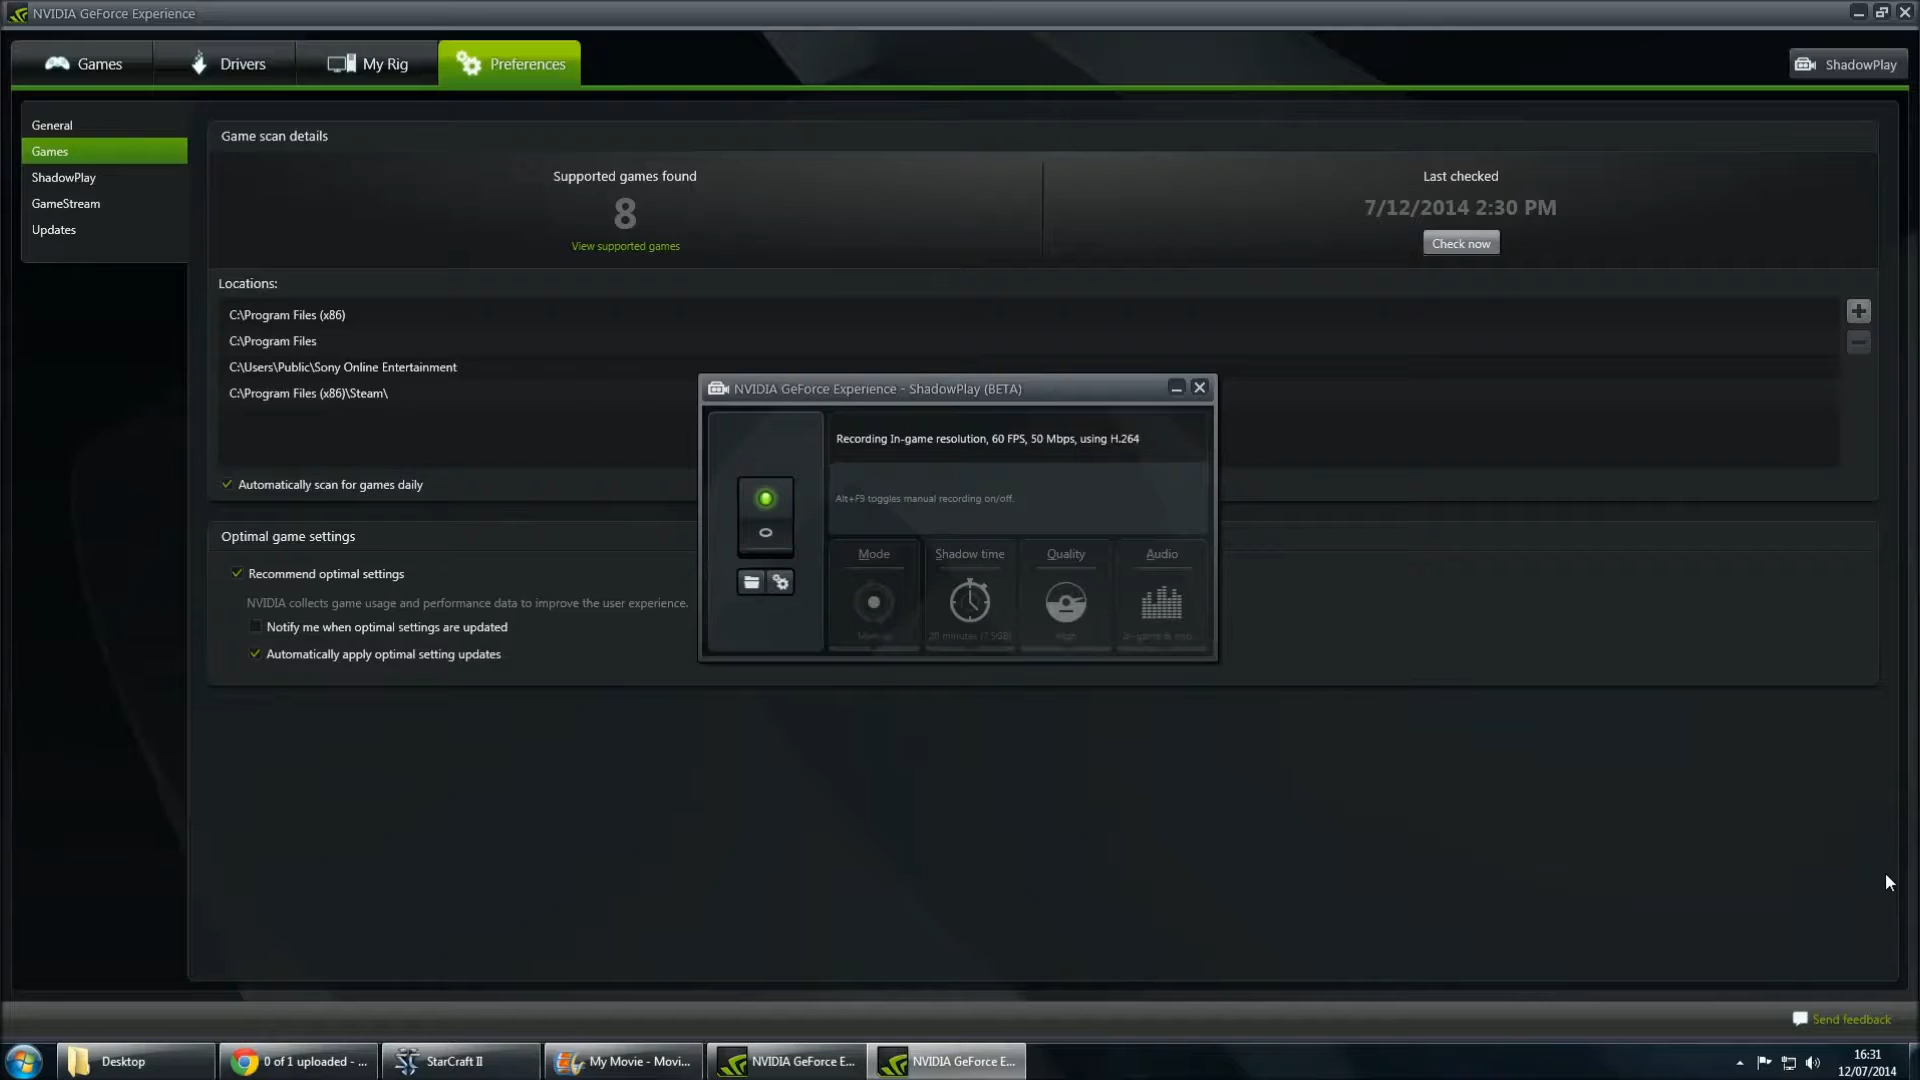 NVIDIA GeForce Experience
Games
Drivers
My Rig
Preferences
ShadowPlay
General
Games
ShadowPlay
GameStream
Updates
Game scan details
Supported games found
8
View supported games
Last checked
7/12/2014 2:30 PM
Check now
Locations:
C:\Program Files (x86)
C:\Program Files
C:\Users\Public\Sony Online Entertainment
C:\Program Files (x86)\Steam\
Automatically scan for games daily
Optimal game settings
Recommend optimal settings
NVIDIA collects game usage and performance data to improve the user experience.
Notify me when optimal settings are updated
Automatically apply optimal setting updates
NVIDIA GeForce Experience - ShadowPlay (BETA)
Recording In-game resolution, 60 FPS, 50 Mbps, using H.264
Alt+F9 toggles manual recording on/off.
Mode
Shadow time
Quality
Audio
Manual
20 minutes (7.5GB)
High
Send feedback
Desktop
0 of 1 uploaded - ...
StarCraft II
My Movie - Movi...
NVIDIA GeForce E...
NVIDIA GeForce E...
16:31
12/07/2014